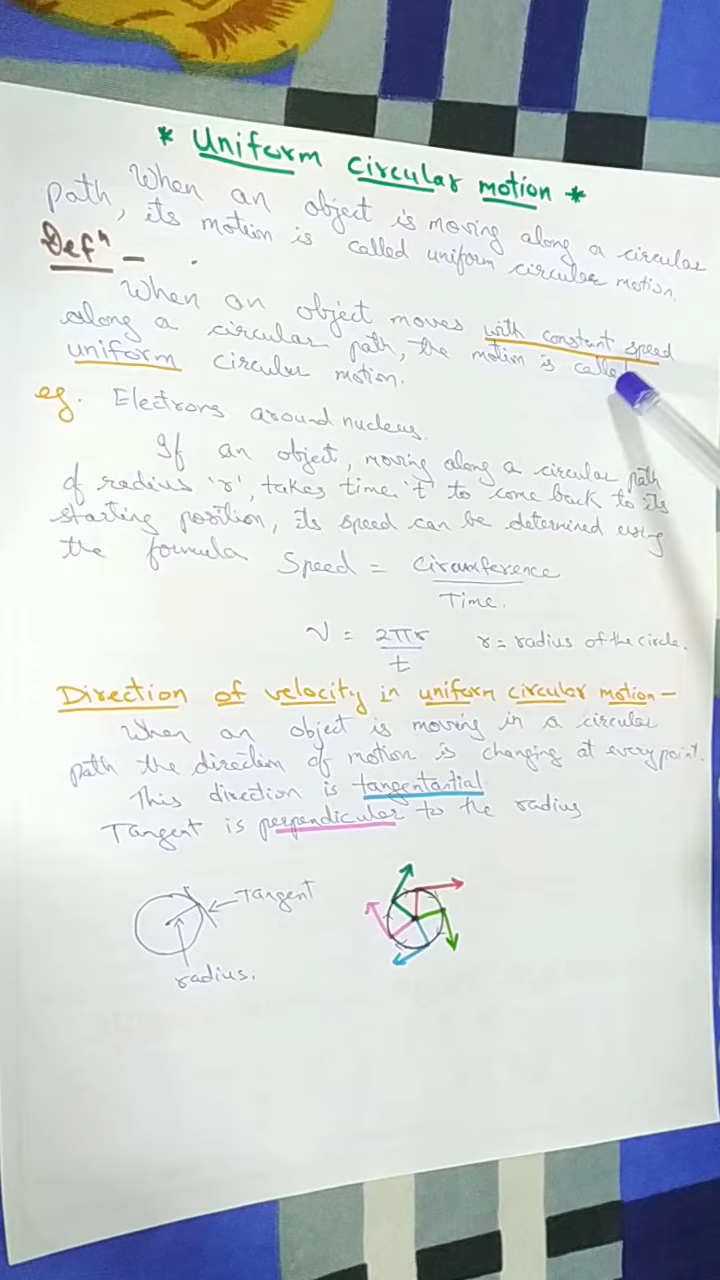 * Uniform circular motion *
When an object is moving along a circular
path, its motion is called uniform circular motion.
Defⁿ -
When an object moves with constant speed
along a circular path, the motion is called
uniform circular motion.
eg. Electrons around nucleus.
If an object, moving along a circular path
of radius 'r', takes time 't' to come back to its
starting position, its speed can be determined using
the formula Speed = Circumference / Time.
V = 2πr / t r = radius of the circle.
Direction of velocity in uniform circular motion -
When an object is moving in a circular
path the direction of motion is changing at every point.
This direction is tangentantial
Tangent is perpendicular to the radius
Tangent
radius.